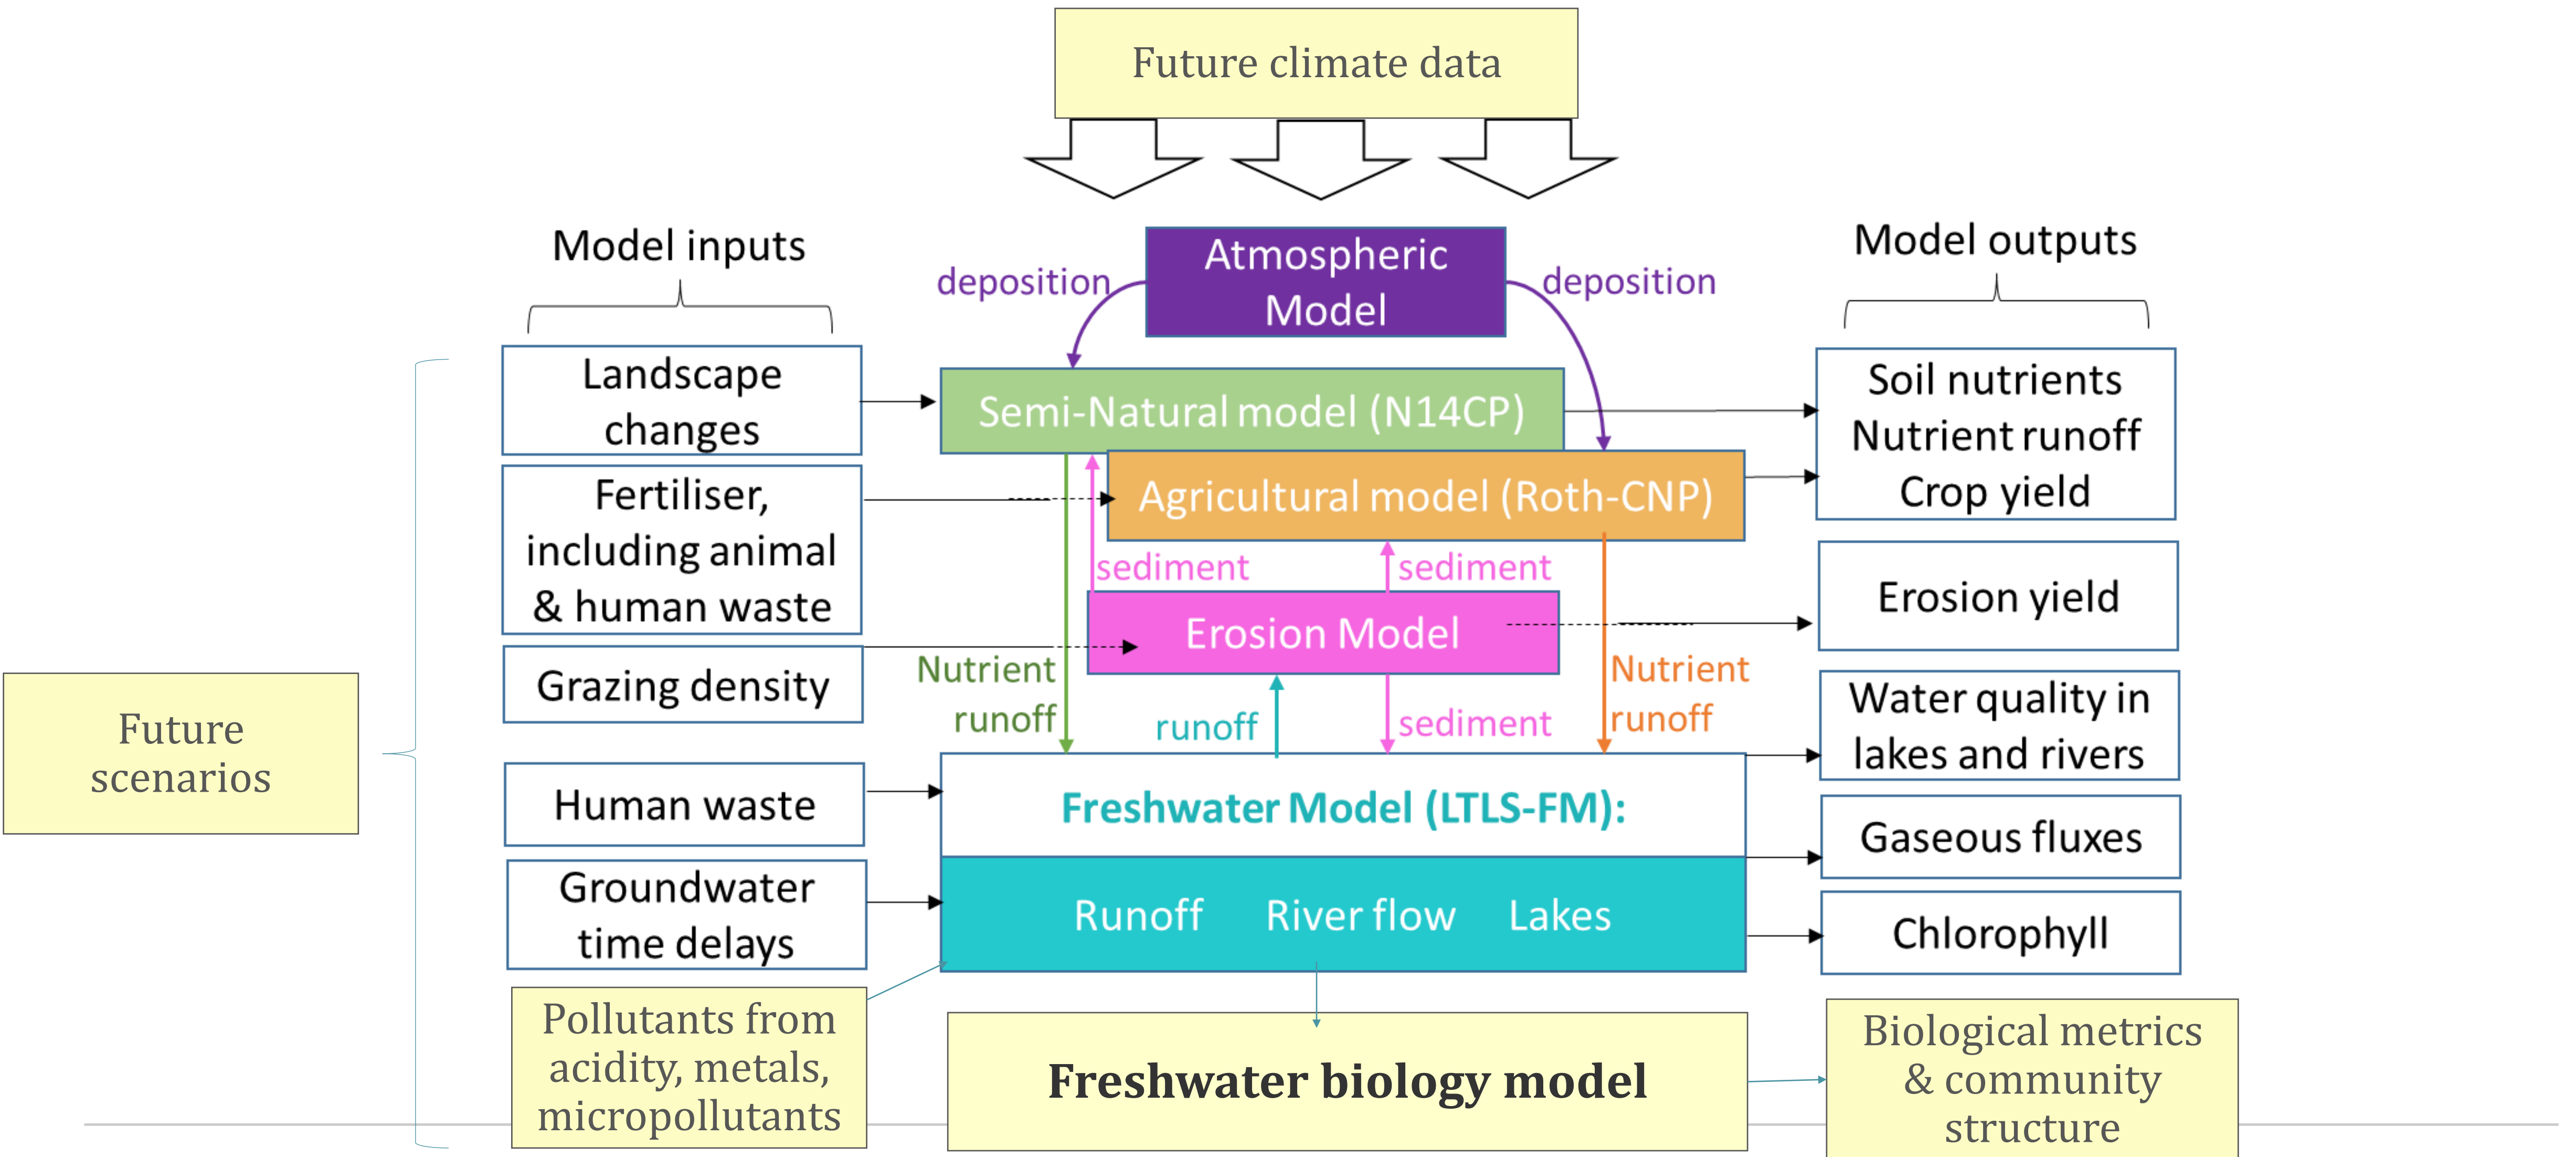 Future climate data
Model inputs
Model outputs
deposition
Atmospheric
Model
deposition
Landscape
changes
Semi-Natural model (N14CP)
Soil nutrients
Nutrient runoff
Crop yield
Fertiliser,
including animal
& human waste
Agricultural model (Roth-CNP)
sediment
sediment
Erosion yield
Grazing density
Erosion Model
Nutrient
runoff
runoff
sediment
Nutrient
runoff
Water quality in
lakes and rivers
Future
scenarios
Human waste
Freshwater Model (LTLS-FM):
Gaseous fluxes
Groundwater
time delays
Runoff River flow Lakes
Chlorophyll
Pollutants from
acidity, metals,
micropollutants
Freshwater biology model
Biological metrics
& community
structure